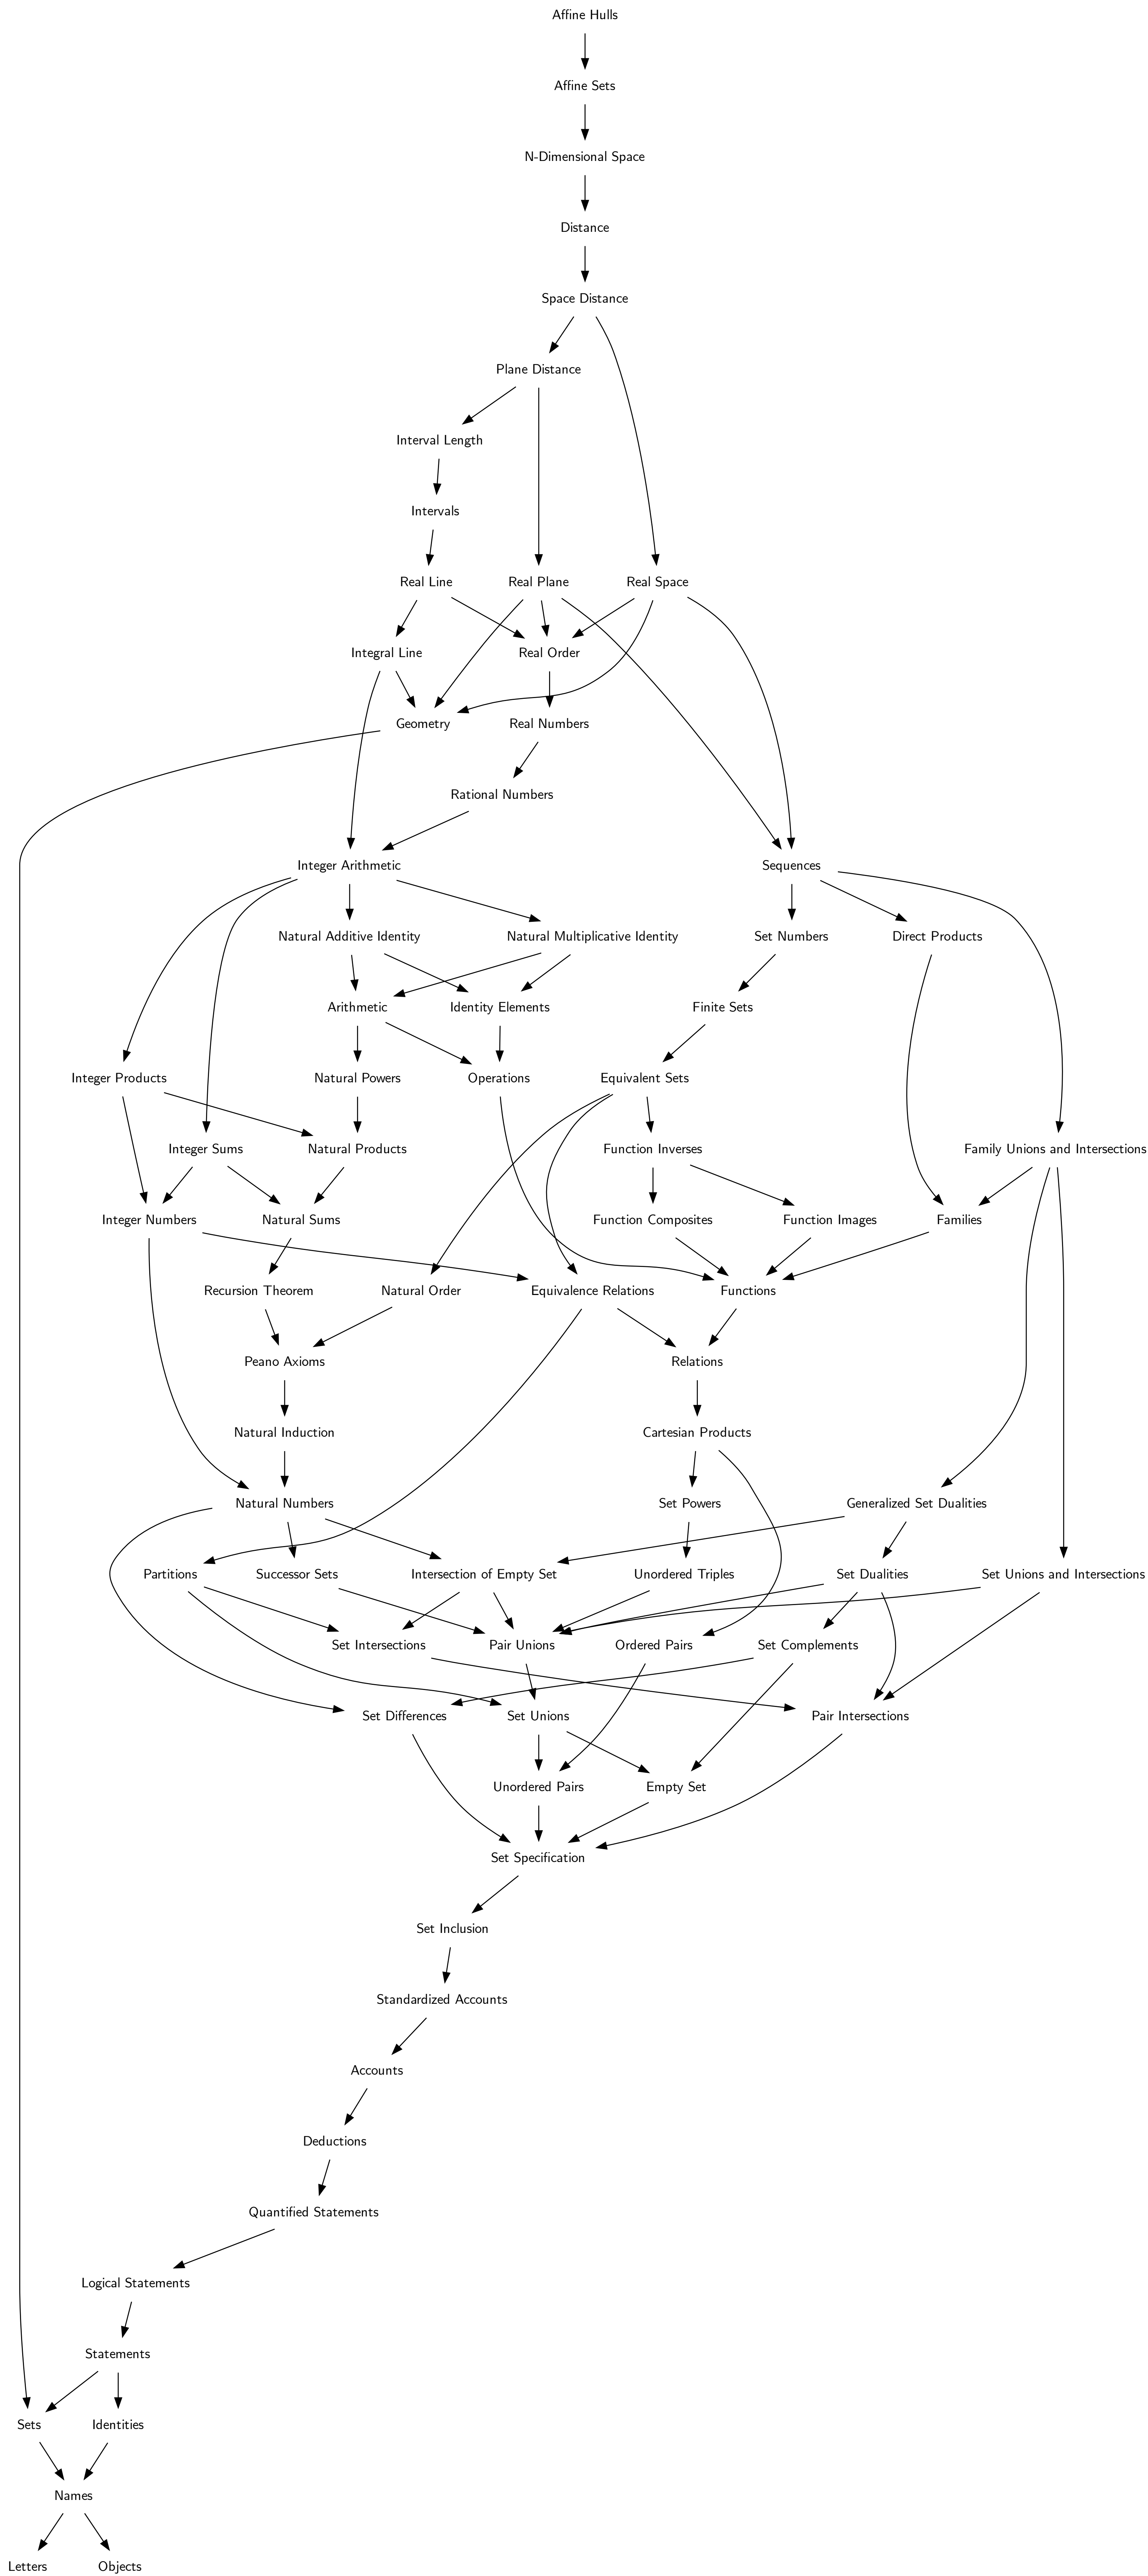 Affine Hulls
Affine Sets
N-Dimensional Space
Distance
Space Distance
Plane Distance
Interval Length
Intervals
Real Line
Real Plane
Real Space
Integral Line
Real Order
Geometry
Real Numbers
Rational Numbers
Integer Arithmetic
Sequences
Natural Additive Identity
Natural Multiplicative Identity
Set Numbers
Direct Products
Arithmetic
Identity Elements
Finite Sets
Integer Products
Natural Powers
Operations
Equivalent Sets
Integer Sums
Natural Products
Function Inverses
Family Unions and Intersections
Integer Numbers
Natural Sums
Function Composites
Function Images
Families
Recursion Theorem
Natural Order
Equivalence Relations
Functions
Peano Axioms
Relations
Natural Induction
Cartesian Products
Natural Numbers
Set Powers
Generalized Set Dualities
Partitions
Successor Sets
Intersection of Empty Set
Unordered Triples
Set Dualities
Set Unions and Intersections
Set Intersections
Pair Unions
Ordered Pairs
Set Complements
Set Differences
Set Unions
Pair Intersections
Unordered Pairs
Empty Set
Set Specification
Set Inclusion
Standardized Accounts
Accounts
Deductions
Quantified Statements
Logical Statements
Statements
Sets
Identities
Names
Letters
Objects